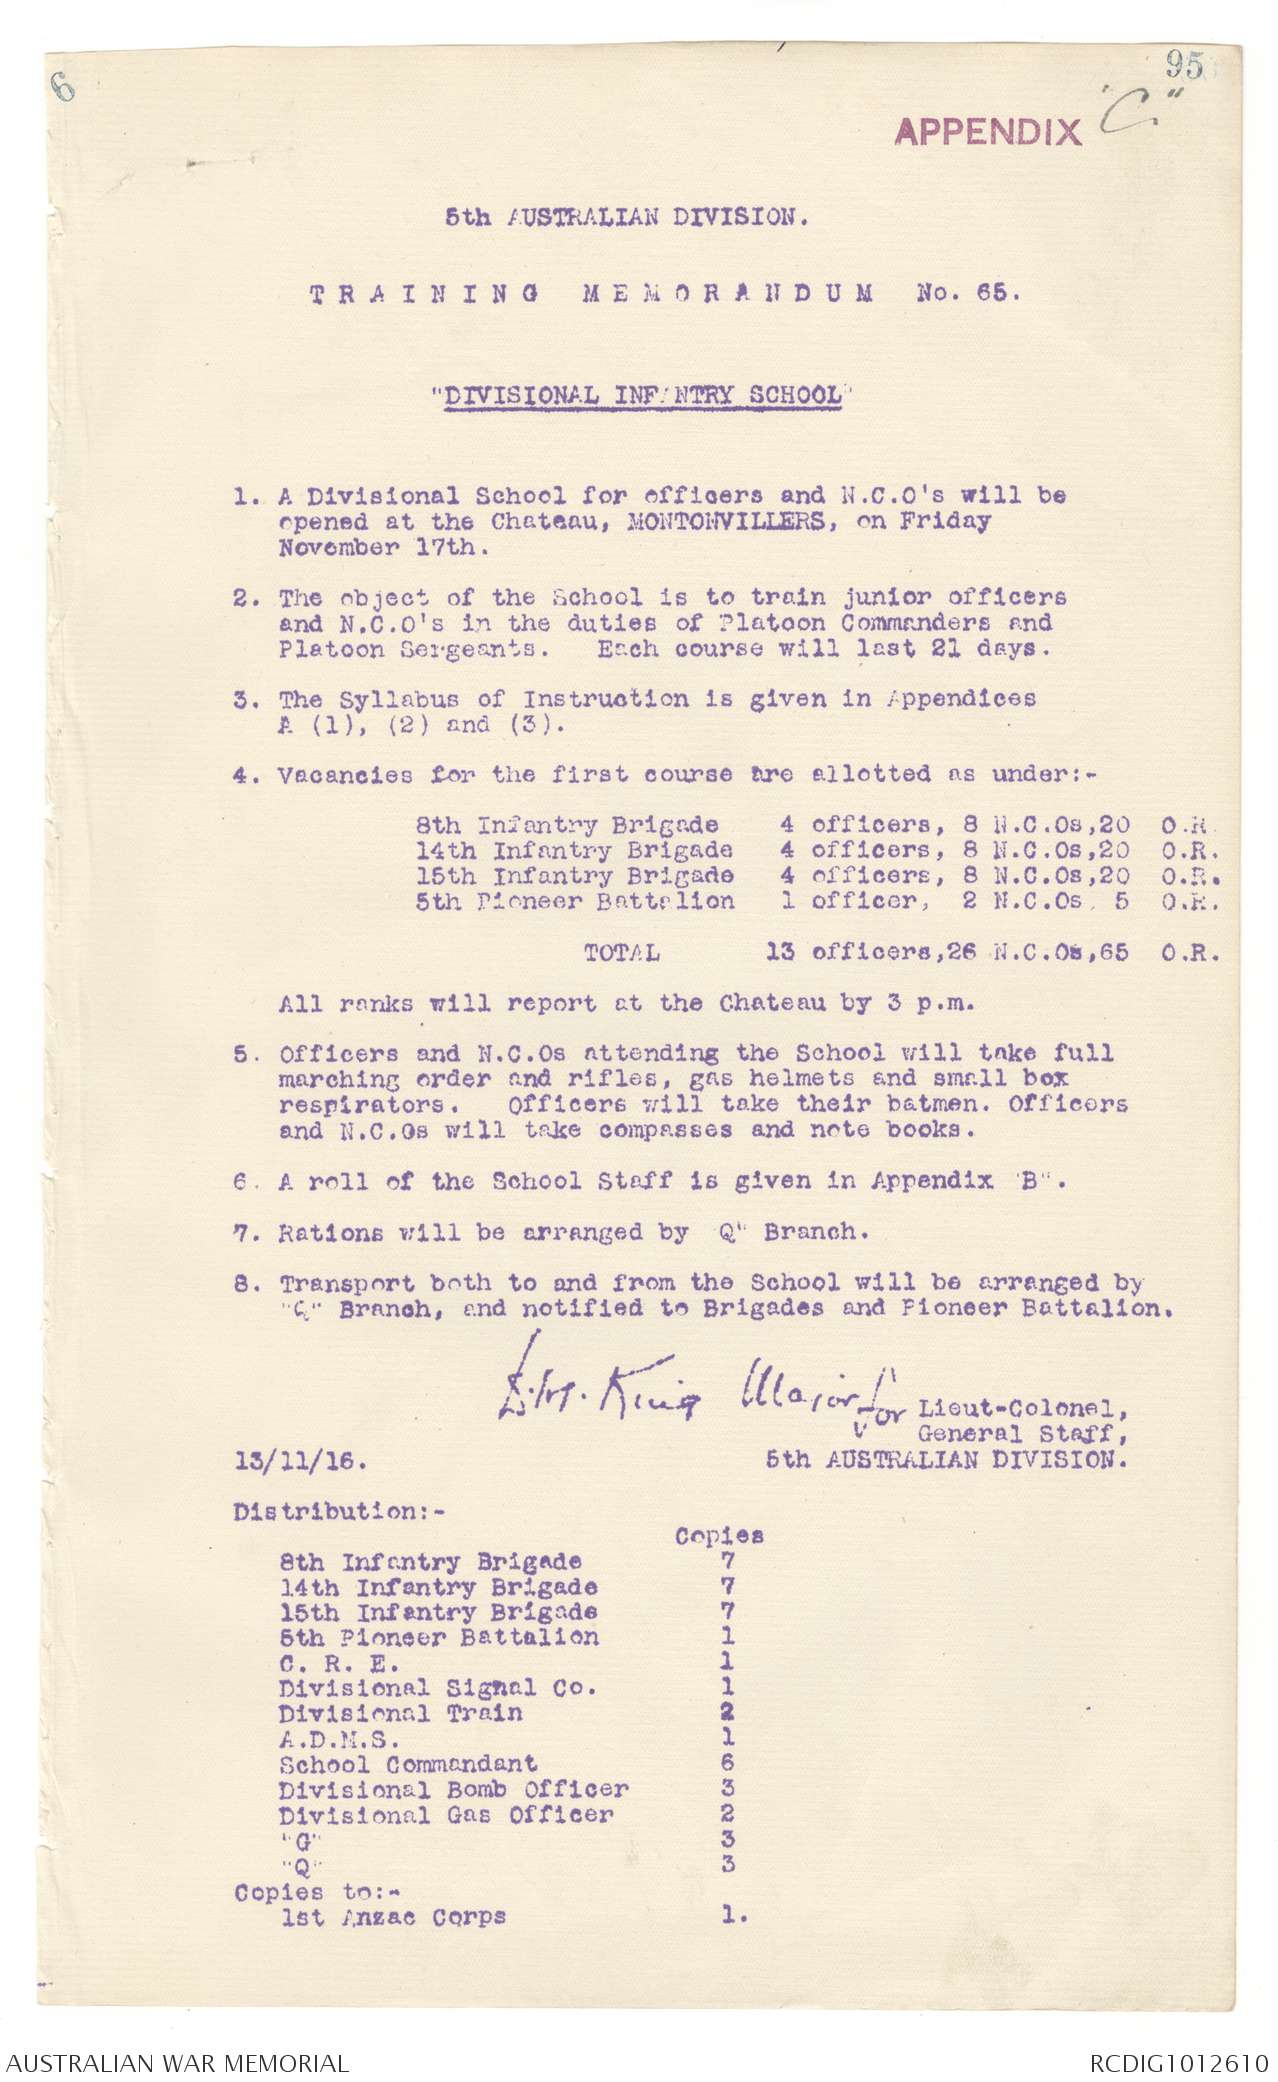 6
95
APPENDIX "C"
5th AUSTRALIAN DIVISION.
TRAINING MEMORANDUM No. 65.
"DIVISIONAL INFANTRY SCHOOL"
1. A Divisional School for officers and N.C.O's will be
opened at the Chateau, MONTONVILLERS, on Friday
November 17th.
2. The object of the School is to train junior officers
and N.C.O's in the duties of Platoon Commanders and
Platoon Sergeants. Each course will last 21 days.
3. The Syllabus of Instruction is given in Appendices
A (1), (2) and (3).
4. Vacancies for the first course are allotted as under:-
8th Infantry Brigade 4 officers, 8 N.C.Os,20 O.R.
14th Infantry Brigade 4 officers, 8 N.C.Os,20 O.R.
15th Infantry Brigade 4 officers, 8 N.C.Os,20 O.R.
5th Pioneer Battalion 1 officer, 2 N.C.Os, 5 O.R.
TOTAL 13 officers,26 N.C.Os,65 O.R.
All ranks will report at the Chateau by 3 p.m.
5. Officers and N.C.Os attending the School will take full
marching order and rifles, gas helmets and small box
respirators. Officers will take their batmen. Officers
and N.C.Os will take compasses and note books.
6. A roll of the School Staff is given in Appendix "B".
7. Rations will be arranged by "Q" Branch.
8. Transport both to and from the School will be arranged by
"Q" Branch, and notified to Brigades and Pioneer Battalion.
King Major
for Lieut-Colonel,
General Staff,
13/11/16. 5th AUSTRALIAN DIVISION.
Distribution:-
Copies
8th Infantry Brigade 7
14th Infantry Brigade 7
15th Infantry Brigade 7
5th Pioneer Battalion 1
C. R. E. 1
Divisional Signal Co. 1
Divisional Train 2
A.D.M.S. 1
School Commandant 6
Divisional Bomb Officer 3
Divisional Gas Officer 2
"G" 3
"Q" 3
Copies to:-
1st Anzac Corps 1.
AUSTRALIAN WAR MEMORIAL
RCDIG1012610